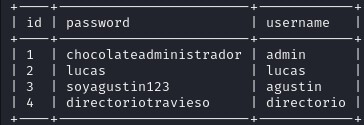 +----+------------------------+------------+
| id | password               | username   |
+----+------------------------+------------+
| 1  | chocolateadministrador | admin      |
| 2  | lucas                  | lucas      |
| 3  | soyagustin123          | agustin    |
| 4  | directoriotravieso     | directorio |
+----+------------------------+------------+